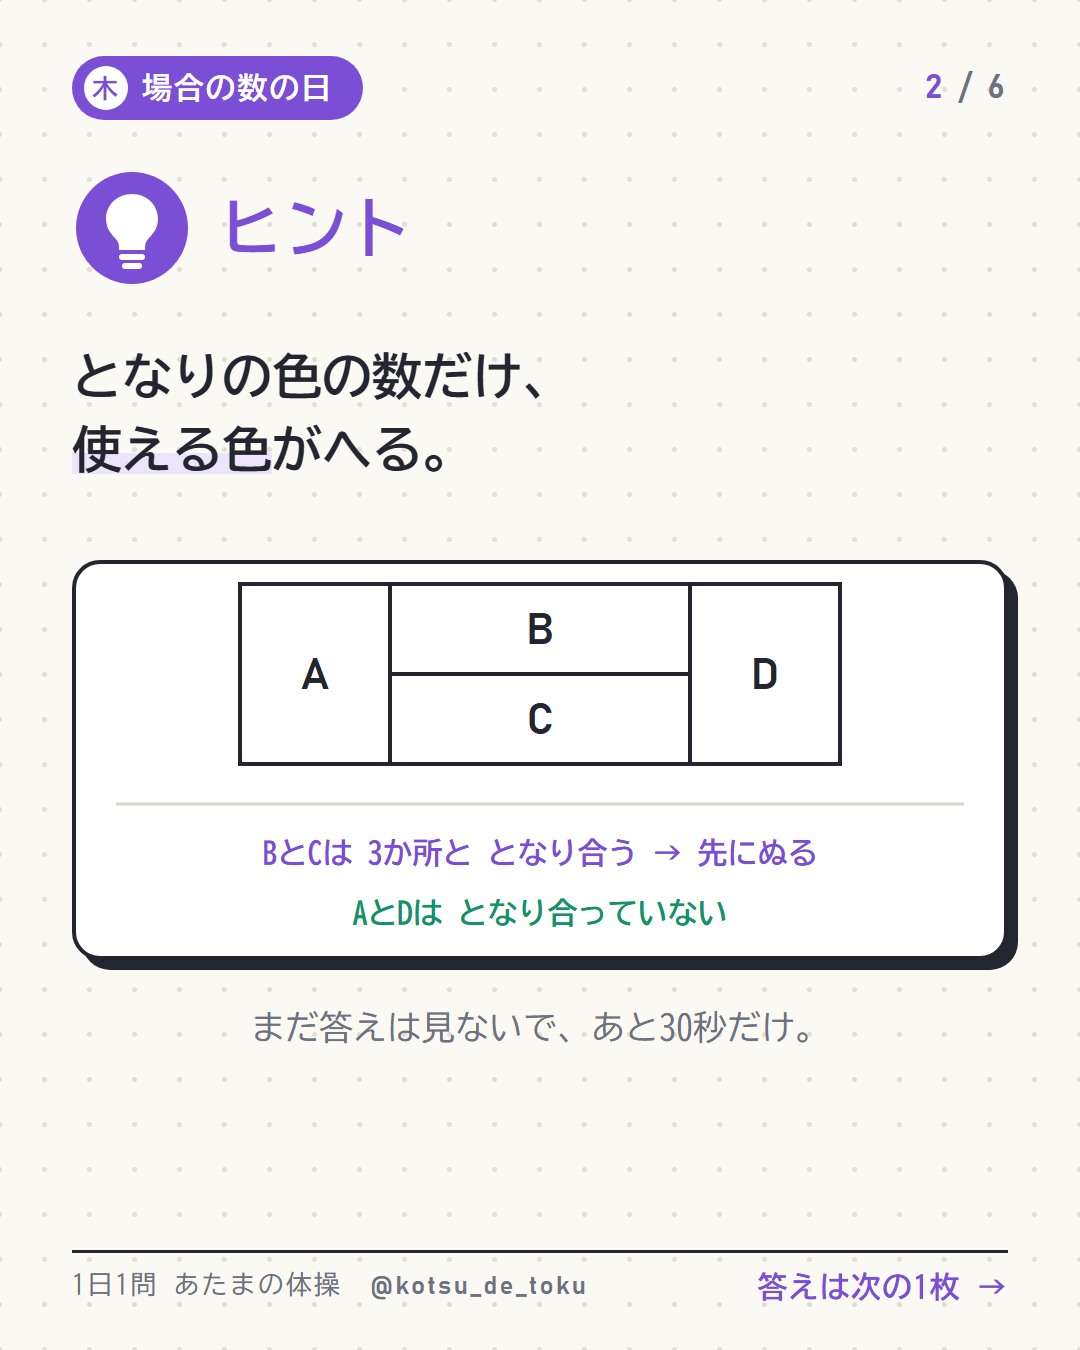 木 場合の数の日
2 / 6
ヒント
となりの色の数だけ、
使える色がへる。
A
B
C
D
BとCは 3か所と となり合う → 先にぬる
AとDは となり合っていない
まだ答えは見ないで、あと30秒だけ。
1日1問 あたまの体操 @kotsu_de_toku
答えは次の1枚 →